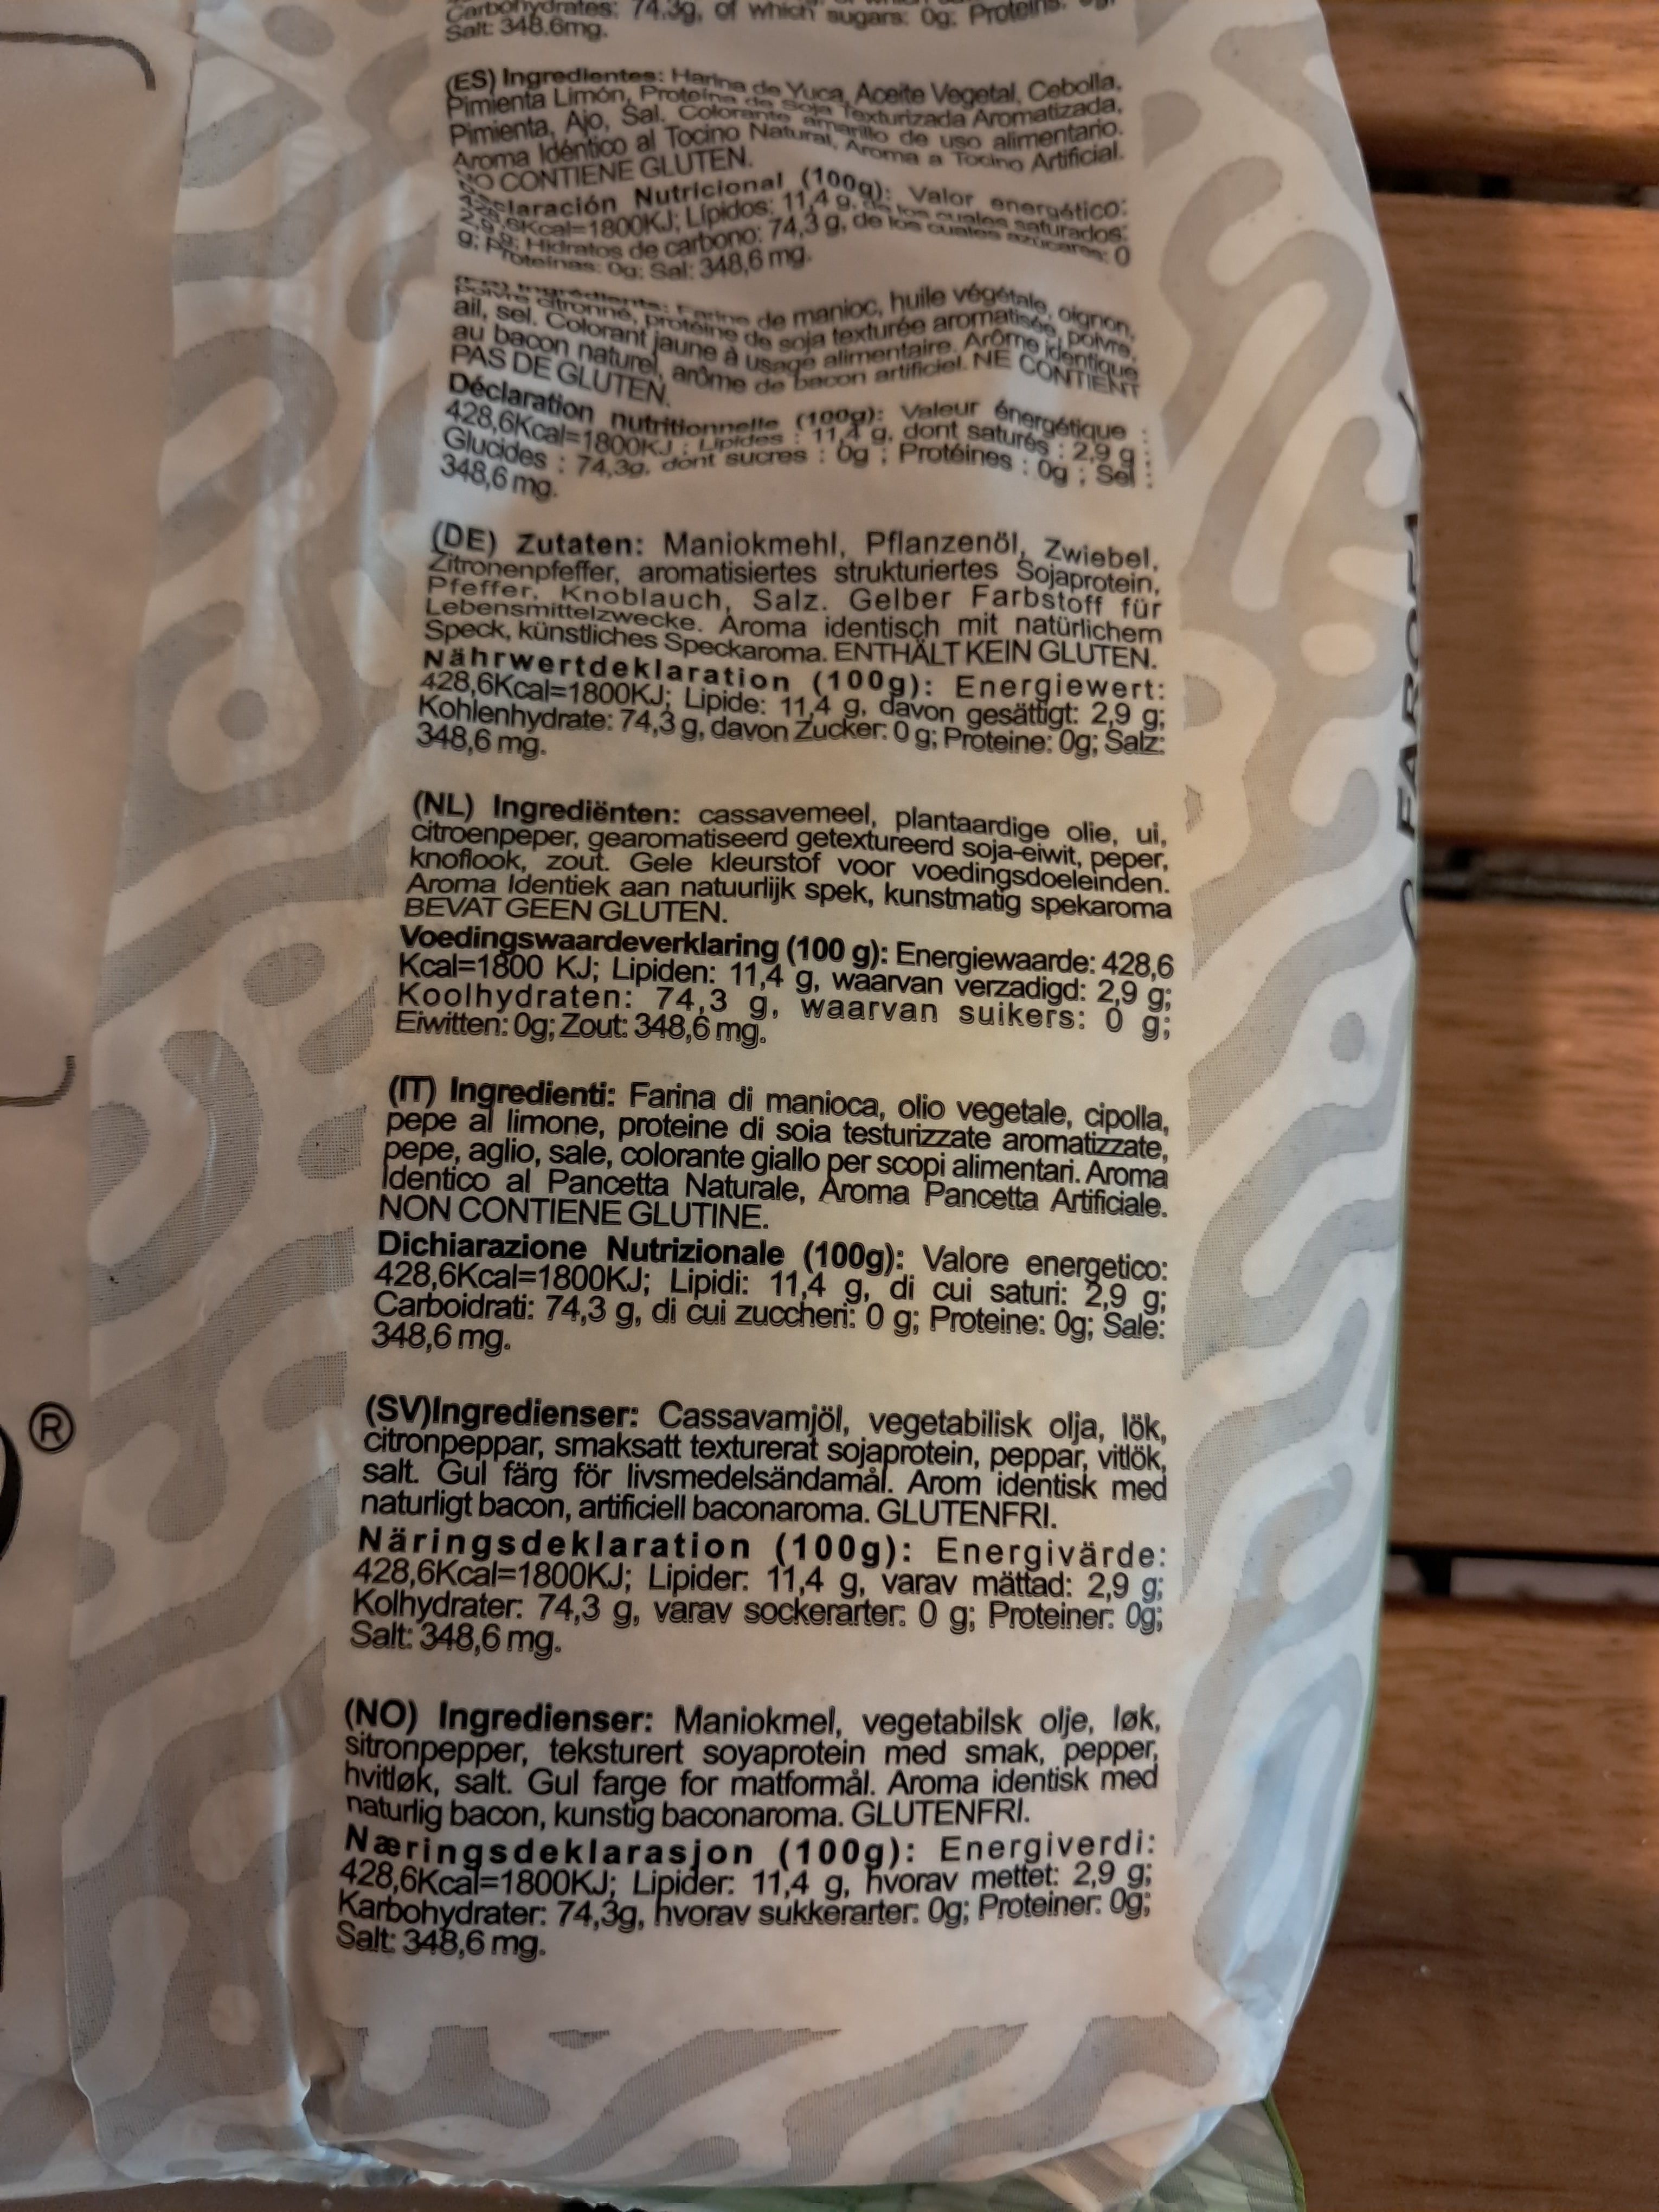 Carbohydrates: 74.3g, of which sugars: 0g; Proteins:
Salt: 348.6mg.
(ES) Ingredientes: Harina de Yuca, Aceite Vegetal, Cebolla,
Pimienta Limón, Proteína de Soja Texturizada Aromatizada,
Pimienta, Ajo, Sal. Colorante amarillo de uso alimentario.
Aroma Idéntico al Tocino Natural, Aroma a Tocino Artificial.
NO CONTIENE GLUTEN.
Declaración Nutricional (100g): Valor energético:
428,6Kcal=1800KJ; Lípidos: 11,4 g, de los cuales saturados:
2,9 g; Hidratos de carbono: 74,3 g, de los cuales azúcares: 0
g; Proteínas: 0g; Sal: 348,6 mg.
(FR) Ingrédients: Farine de manioc, huile végétale, oignon,
poivre citronné, protéine de soja texturée aromatisée, poivre,
ail, sel. Colorant jaune à usage alimentaire. Arôme identique
au bacon naturel, arôme de bacon artificiel. NE CONTIENT
PAS DE GLUTEN.
Déclaration nutritionnelle (100g): Valeur énergétique :
428,6Kcal=1800KJ ; Lipides : 11,4 g, dont saturés : 2,9 g ;
Glucides : 74,3g, dont sucres : 0g ; Protéines : 0g ; Sel :
348,6 mg.
(DE) Zutaten: Maniokmehl, Pflanzenöl, Zwiebel,
Zitronenpfeffer, aromatisiertes strukturiertes Sojaprotein,
Pfeffer, Knoblauch, Salz. Gelber Farbstoff für
Lebensmittelzwecke. Aroma identisch mit natürlichem
Speck, künstliches Speckaroma. ENTHÄLT KEIN GLUTEN.
Nährwertdeklaration (100g): Energiewert:
428,6Kcal=1800KJ; Lipide: 11,4 g, davon gesättigt: 2,9 g;
Kohlenhydrate: 74,3 g, davon Zucker: 0 g; Proteine: 0g; Salz:
348,6 mg.
(NL) Ingrediënten: cassavemeel, plantaardige olie, ui,
citroenpeper, gearomatiseerd getextureerd soja-eiwit, peper,
knoflook, zout. Gele kleurstof voor voedingsdoeleinden.
Aroma Identiek aan natuurlijk spek, kunstmatig spekaroma
BEVAT GEEN GLUTEN.
Voedingswaardeverklaring (100 g): Energiewaarde: 428,6
Kcal=1800 KJ; Lipiden: 11,4 g, waarvan verzadigd: 2,9 g;
Koolhydraten: 74,3 g, waarvan suikers: 0 g;
Eiwitten: 0g; Zout: 348,6 mg.
(IT) Ingredienti: Farina di manioca, olio vegetale, cipolla,
pepe al limone, proteine di soia testurizzate aromatizzate,
pepe, aglio, sale, colorante giallo per scopi alimentari. Aroma
Identico al Pancetta Naturale, Aroma Pancetta Artificiale.
NON CONTIENE GLUTINE.
Dichiarazione Nutrizionale (100g): Valore energetico:
428,6Kcal=1800KJ; Lipidi: 11,4 g, di cui saturi: 2,9 g;
Carboidrati: 74,3 g, di cui zuccheri: 0 g; Proteine: 0g; Sale:
348,6 mg.
(SV)Ingredienser: Cassavamjöl, vegetabilisk olja, lök,
citronpeppar, smaksatt texturerat sojaprotein, peppar, vitlök,
salt. Gul färg för livsmedelsändamål. Arom identisk med
naturligt bacon, artificiell baconaroma. GLUTENFRI.
Näringsdeklaration (100g): Energivärde:
428,6Kcal=1800KJ; Lipider: 11,4 g, varav mättad: 2,9 g;
Kolhydrater: 74,3 g, varav sockerarter: 0 g; Proteiner: 0g;
Salt: 348,6 mg.
(NO) Ingredienser: Maniokmel, vegetabilsk olje, løk,
sitronpepper, teksturert soyaprotein med smak, pepper,
hvitløk, salt. Gul farge for matformål. Aroma identisk med
naturlig bacon, kunstig baconaroma. GLUTENFRI.
Næringsdeklarasjon (100g): Energiverdi:
428,6Kcal=1800KJ; Lipider: 11,4 g, hvorav mettet: 2,9 g;
Karbohydrater: 74,3g, hvorav sukkerarter: 0g; Proteiner: 0g;
Salt: 348,6 mg.
®